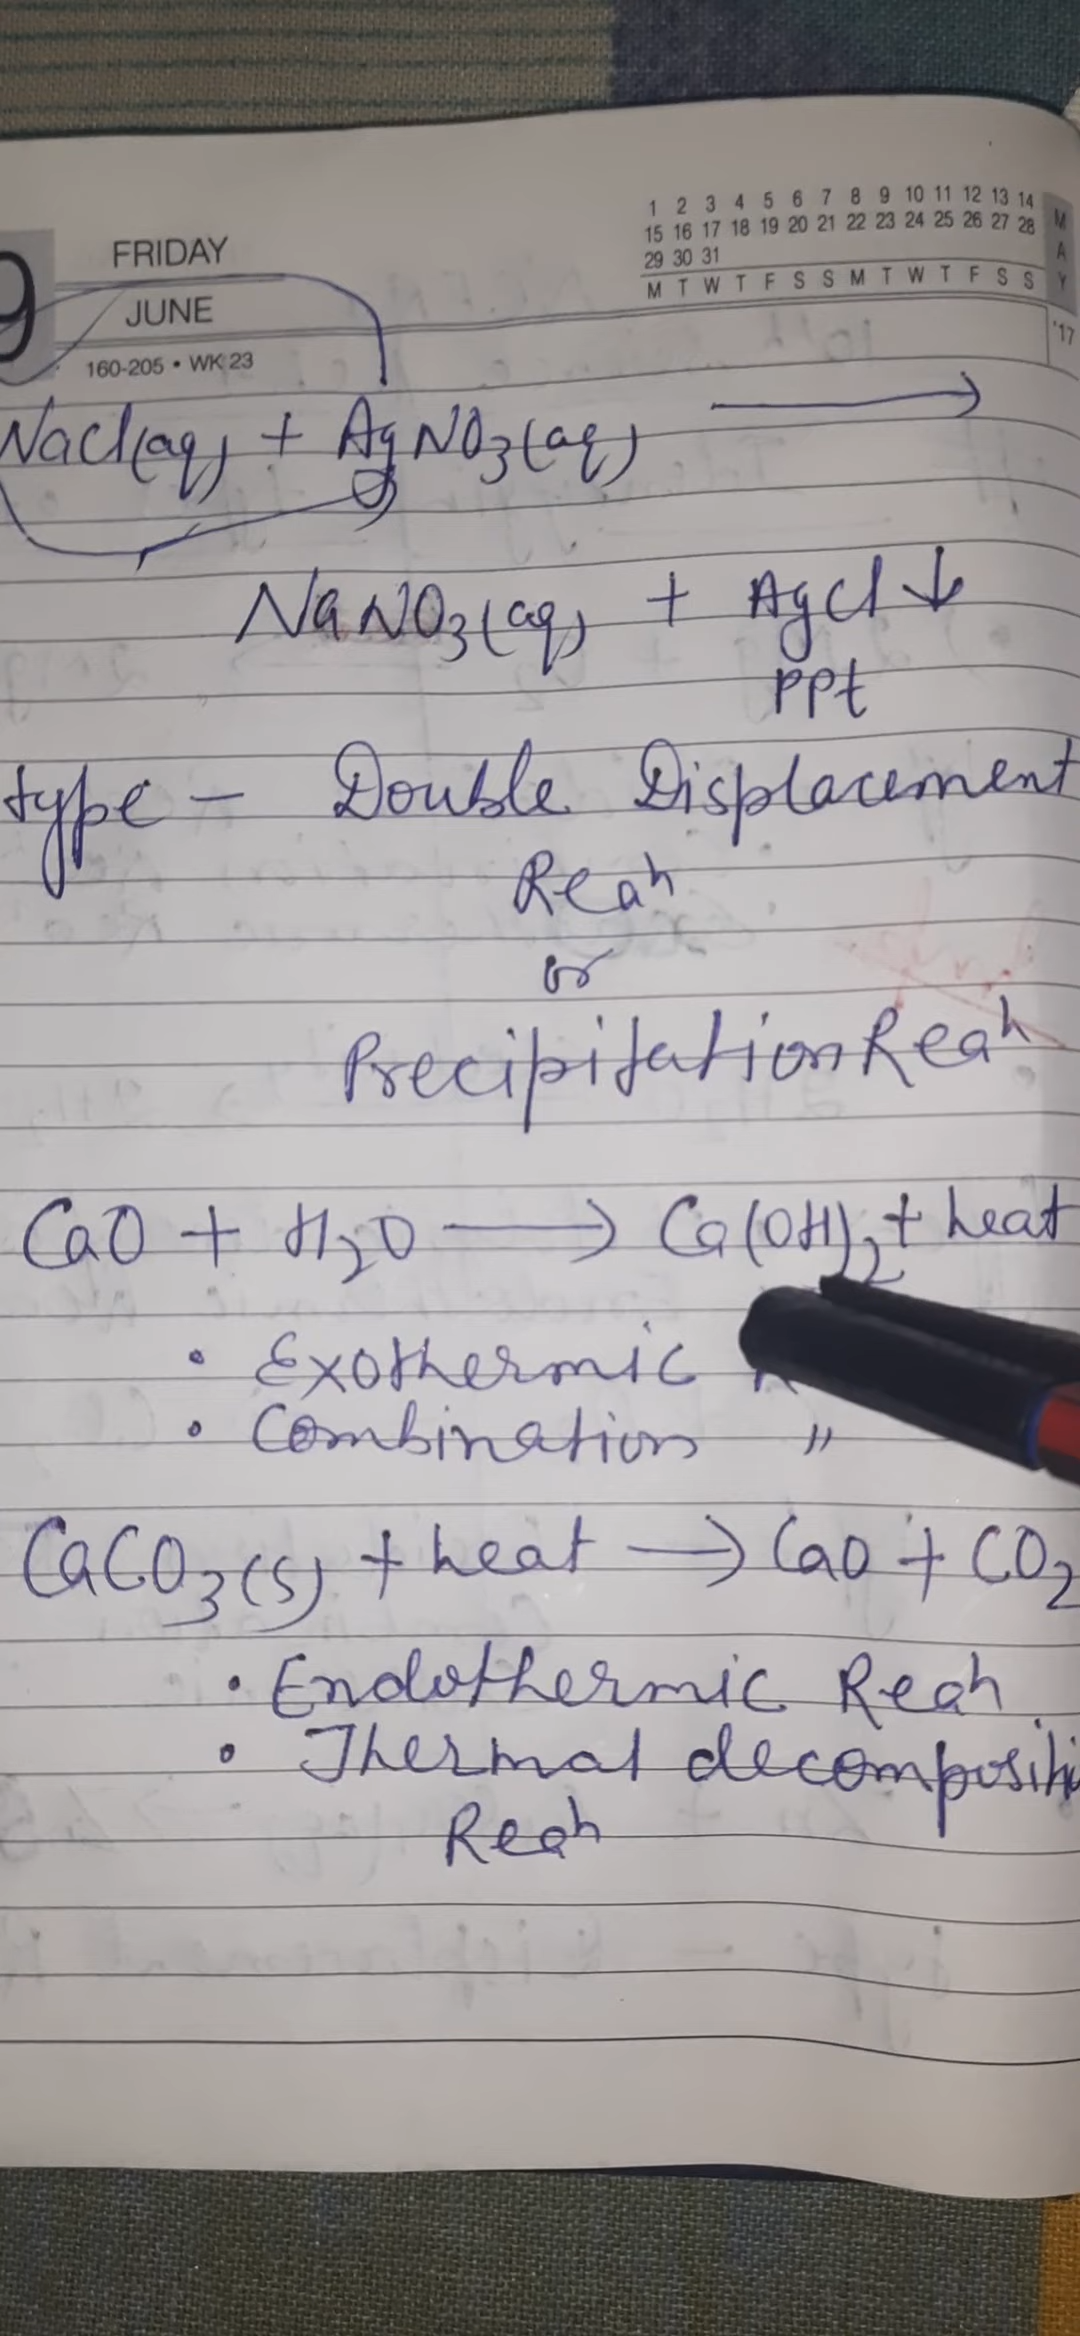 9
FRIDAY
JUNE
160-205 • WK 23
1 2 3 4 5 6 7 8 9 10 11 12 13 14
15 16 17 18 19 20 21 22 23 24 25 26 27 28
29 30 31
M T W T F S S M T W T F S S
MAY
'17
NaCl(aq) + AgNO₃(aq) ⟶
NaNO₃(aq) + AgCl ↓
PPt
type – Double Displacement
Reaⁿ
or
Precipitation Reaⁿ
CaO + H₂O ⟶ Ca(OH)₂ + heat
• Exothermic
• Combination "
CaCO₃(s) + heat ⟶ CaO + CO₂
• Endothermic Reaⁿ
• Thermal decompositi
Reaⁿ